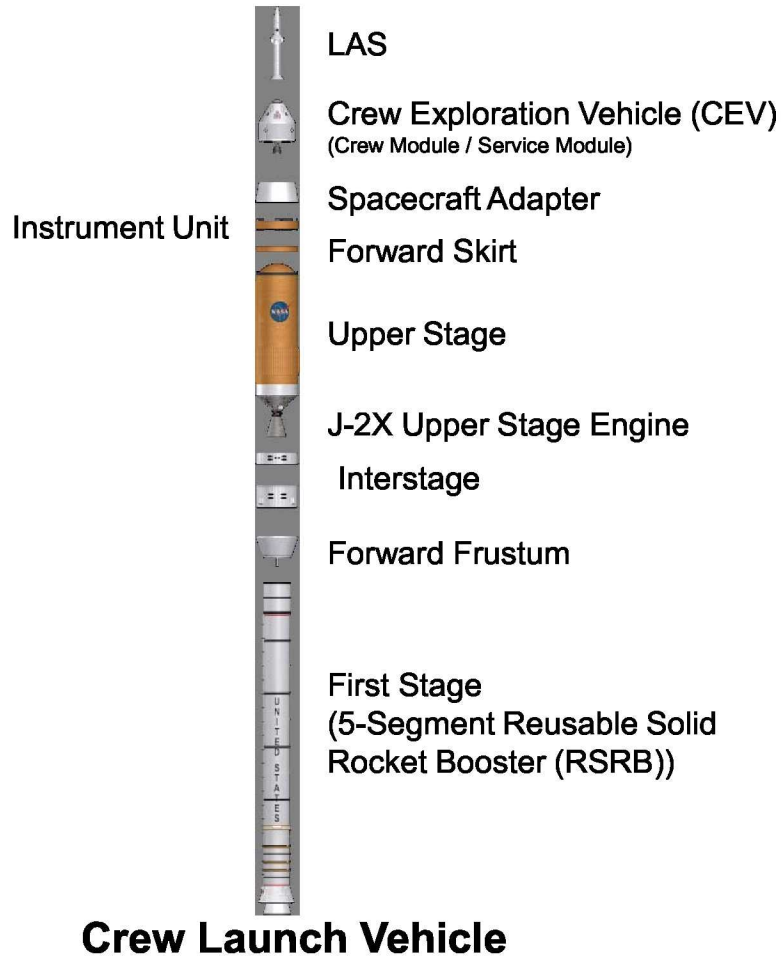 LAS
Crew Exploration Vehicle (CEV)
(Crew Module / Service Module)
Spacecraft Adapter
Instrument Unit
Forward Skirt
NASA
Upper Stage
J-2X Upper Stage Engine
Interstage
Forward Frustum
First Stage
(5-Segment Reusable Solid
Rocket Booster (RSRB))
UNITED STATES
Crew Launch Vehicle